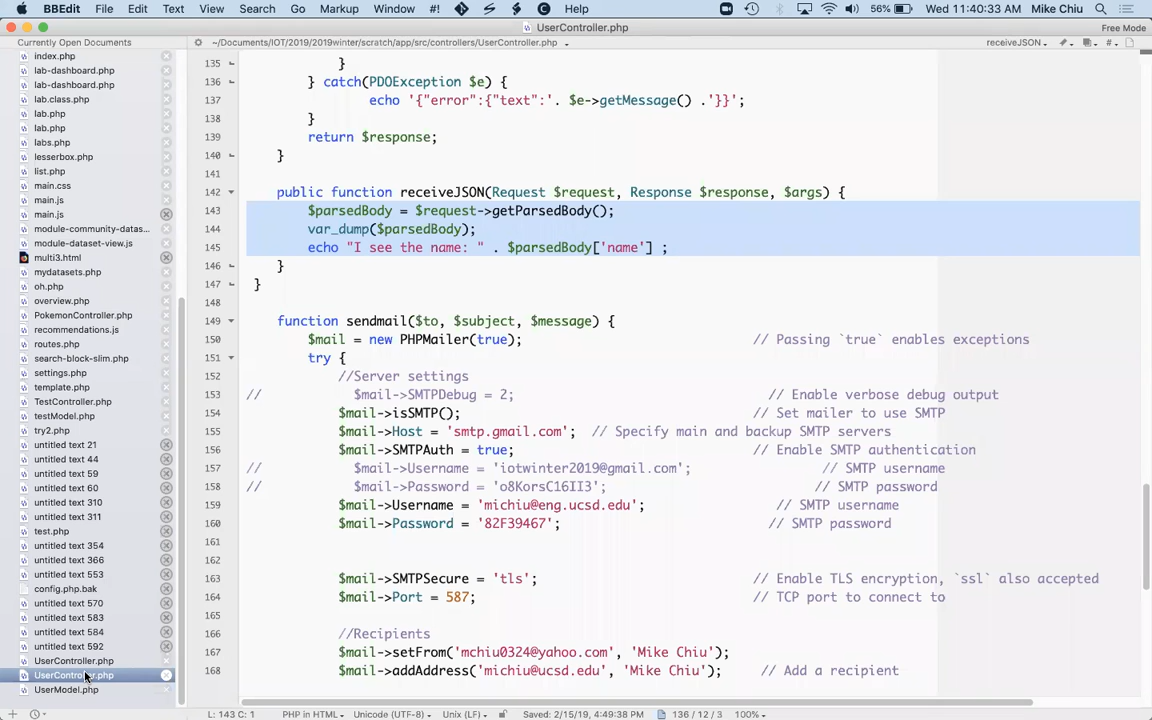 BBEdit File Edit Text View Search Go Markup Window #! Help 56% Wed 11:40:33 AM Mike Chiu
UserController.php
Free Mode
Currently Open Documents
~/Documents/IOT/2019/2019winter/scratch/app/src/controllers/UserController.php
receiveJSON
index.php
lab-dashboard.php
lab-dashboard.php
lab.class.php
lab.php
lab.php
labs.php
lesserbox.php
list.php
main.css
main.js
main.js
module-community-datas...
module-dataset-view.js
multi3.html
mydatasets.php
oh.php
overview.php
PokemonController.php
recommendations.js
routes.php
search-block-slim.php
settings.php
template.php
TestController.php
testModel.php
try2.php
untitled text 21
untitled text 44
untitled text 59
untitled text 60
untitled text 310
untitled text 311
test.php
untitled text 354
untitled text 366
untitled text 553
config.php.bak
untitled text 570
untitled text 583
untitled text 584
untitled text 592
UserController.php
UserController.php
UserModel.php
135 }
136 } catch(PDOException $e) {
137 echo '{"error":{"text":'. $e->getMessage() .'}}';
138 }
139 return $response;
140 }
141
142 public function receiveJSON(Request $request, Response $response, $args) {
143 $parsedBody = $request->getParsedBody();
144 var_dump($parsedBody);
145 echo "I see the name: " . $parsedBody['name'] ;
146 }
147 }
148
149 function sendmail($to, $subject, $message) {
150 $mail = new PHPMailer(true); // Passing `true` enables exceptions
151 try {
152 //Server settings
153 // $mail->SMTPDebug = 2; // Enable verbose debug output
154 $mail->isSMTP(); // Set mailer to use SMTP
155 $mail->Host = 'smtp.gmail.com'; // Specify main and backup SMTP servers
156 $mail->SMTPAuth = true; // Enable SMTP authentication
157 // $mail->Username = 'iotwinter2019@gmail.com'; // SMTP username
158 // $mail->Password = 'o8KorsC16II3'; // SMTP password
159 $mail->Username = 'michiu@eng.ucsd.edu'; // SMTP username
160 $mail->Password = '82F39467'; // SMTP password
161
162
163 $mail->SMTPSecure = 'tls'; // Enable TLS encryption, `ssl` also accepted
164 $mail->Port = 587; // TCP port to connect to
165
166 //Recipients
167 $mail->setFrom('mchiu0324@yahoo.com', 'Mike Chiu');
168 $mail->addAddress('michiu@ucsd.edu', 'Mike Chiu'); // Add a recipient
L: 143 C: 1 PHP in HTML Unicode (UTF-8) Unix (LF) Saved: 2/15/19, 4:49:38 PM 136 / 12 / 3 100%